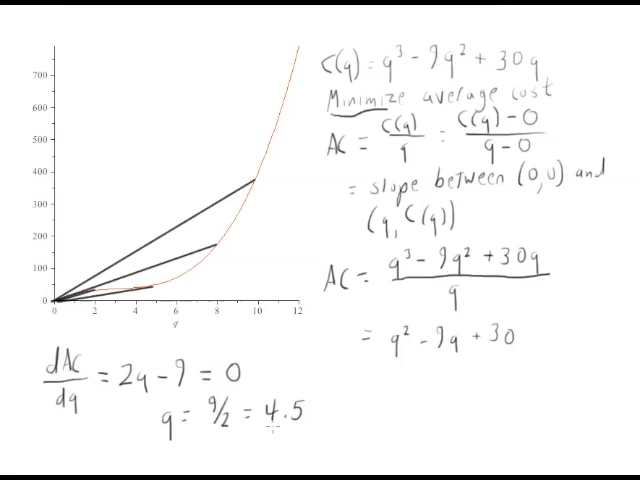 C(q) = q³ - 9q² + 30q
Minimize average cost
AC = C(q)/q = (C(q) - 0)/(q - 0)
= slope between (0,0) and
(q, C(q))
AC = (q³ - 9q² + 30q)/q
= q² - 9q + 30
700
600
500
400
300
200
100
0
0 2 4 6 8 10 12
q
dAC/dq = 2q - 9 = 0
q = 9/2 = 4.5